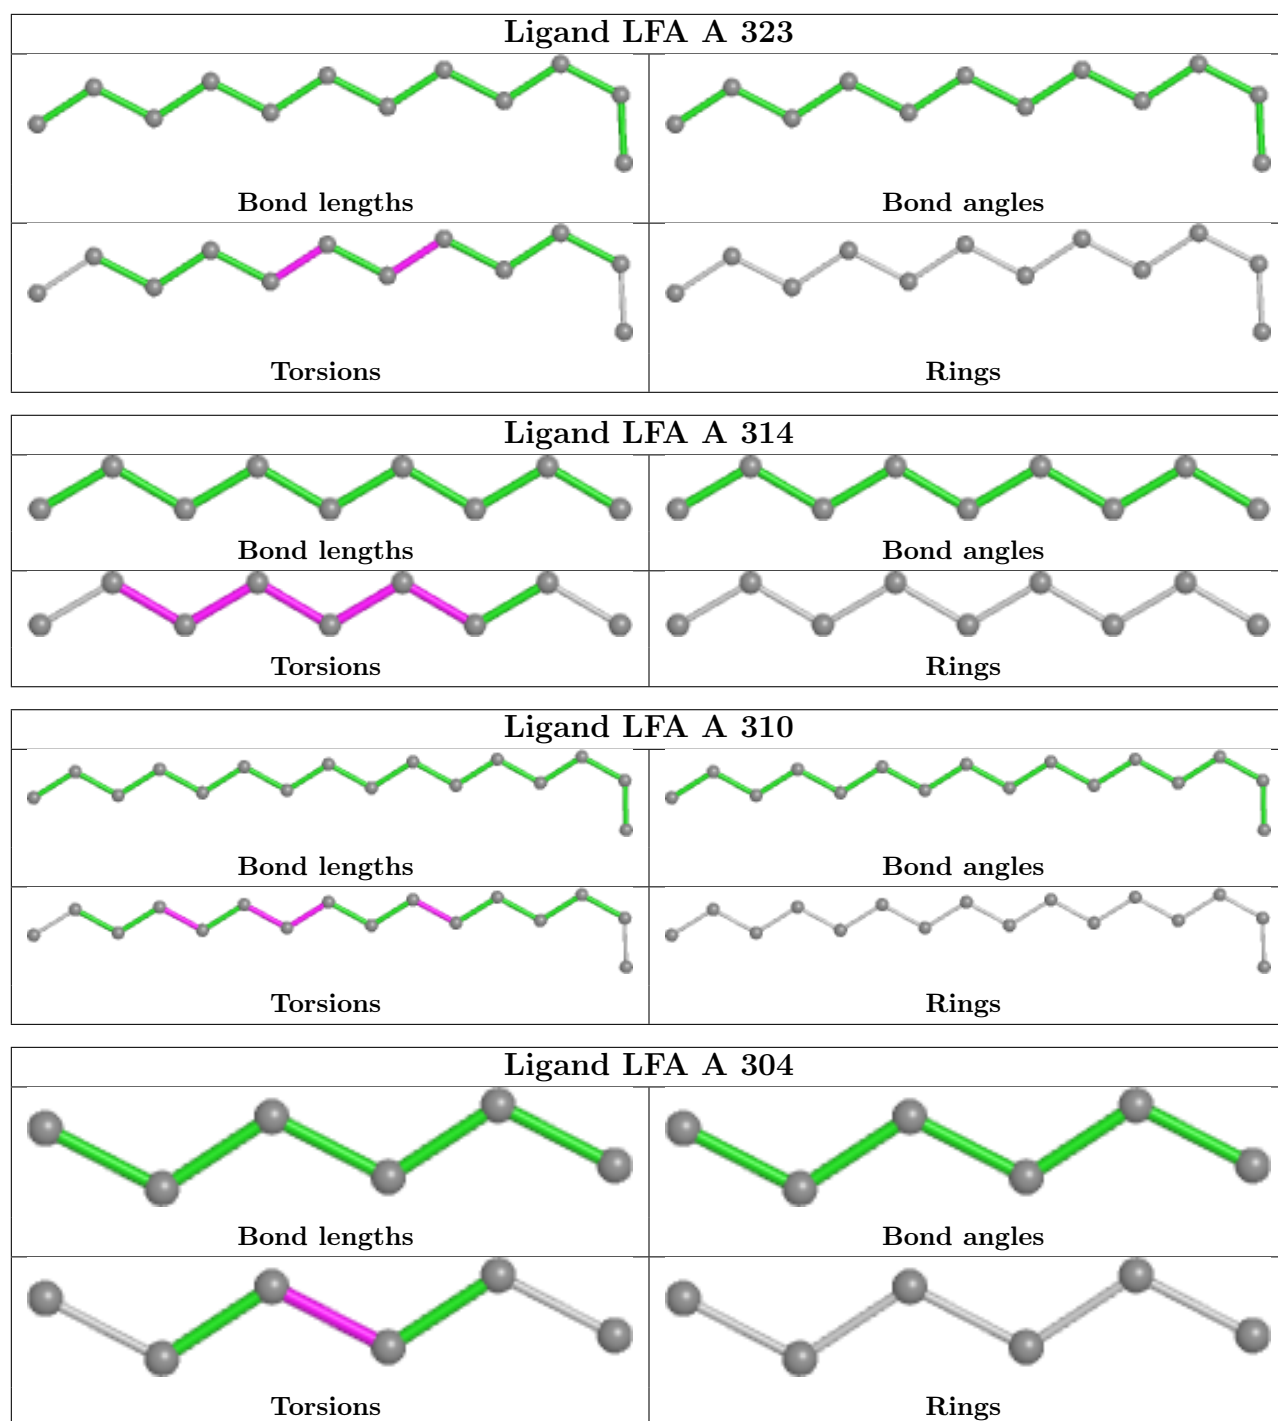 Ligand LFA A 323
Bond lengths
Bond angles
Torsions
Rings
Ligand LFA A 314
Bond lengths
Bond angles
Torsions
Rings
Ligand LFA A 310
Bond lengths
Bond angles
Torsions
Rings
Ligand LFA A 304
Bond lengths
Bond angles
Torsions
Rings